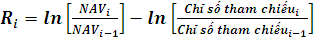 R_i = ln[NAV_i / NAV_{i-1}] − ln[Chỉ số tham chiếu_i / Chỉ số tham chiếu_{i-1}]